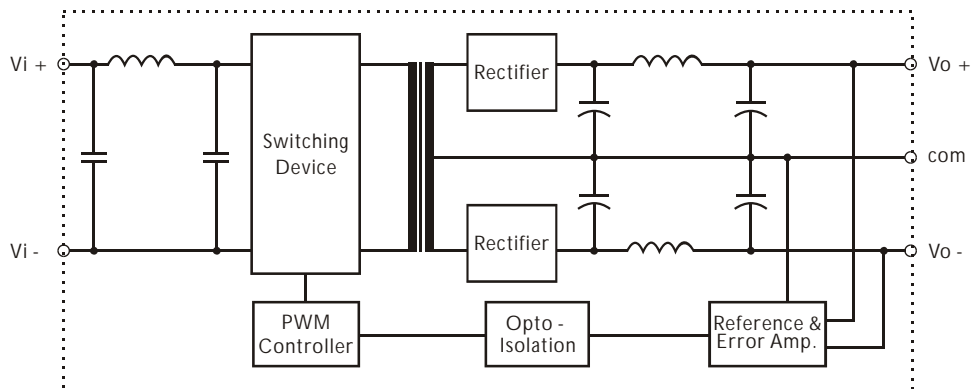 Vi +
Switching
Device
Rectifier
Vo +
com
Vi -
Rectifier
Vo -
PWM
Controller
Opto -
Isolation
Reference &
Error Amp.